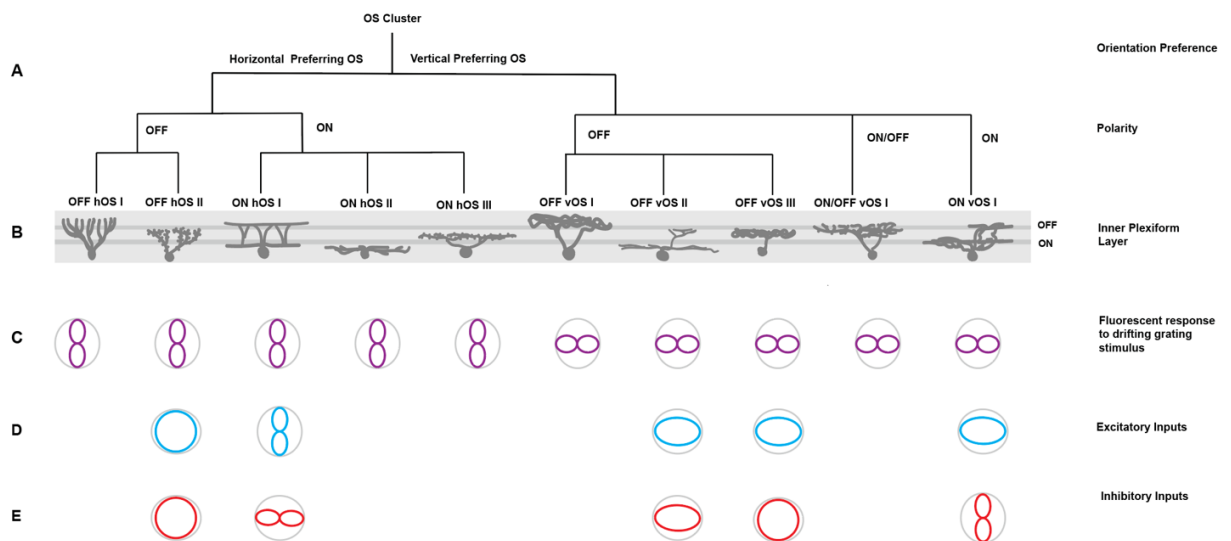 OS Cluster
Horizontal Preferring OS
Vertical Preferring OS
Orientation Preference
A
OFF
ON
OFF
ON/OFF
ON
Polarity
OFF hOS I
OFF hOS II
ON hOS I
ON hOS II
ON hOS III
OFF vOS I
OFF vOS II
OFF vOS III
ON/OFF vOS I
ON vOS I
B
OFF
ON
Inner Plexiform
Layer
C
Fluorescent response
to drifting grating
stimulus
D
Excitatory Inputs
E
Inhibitory Inputs